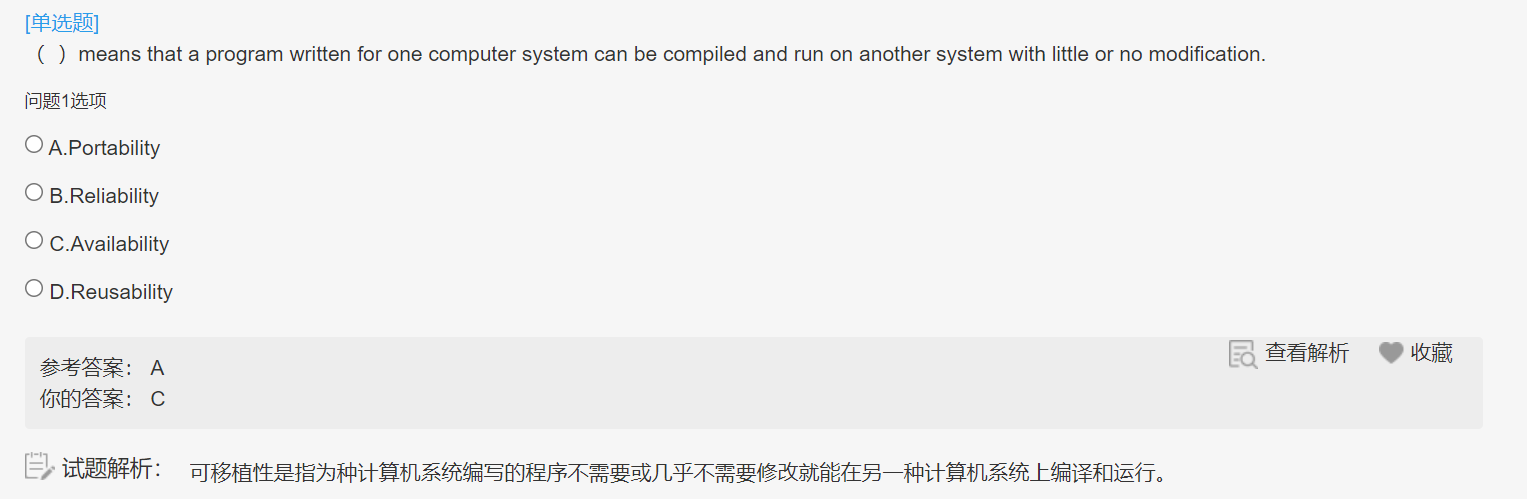 [单选题]
（  ）means that a program written for one computer system can be compiled and run on another system with little or no modification.
问题1选项
A.Portability
B.Reliability
C.Availability
D.Reusability
查看解析 收藏
参考答案： A
你的答案： C
试题解析： 可移植性是指为种计算机系统编写的程序不需要或几乎不需要修改就能在另一种计算机系统上编译和运行。